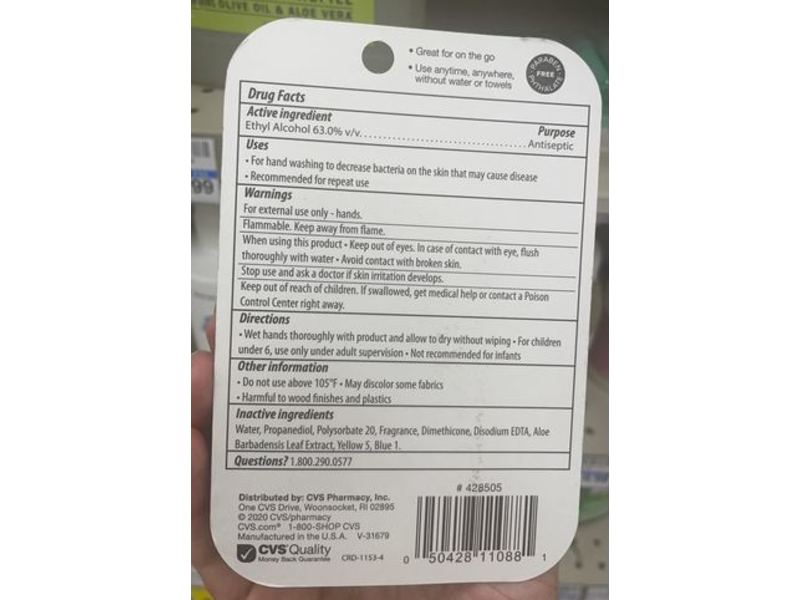 OLIVE OIL & ALOE VERA
• Great for on the go
• Use anytime, anywhere,
without water or towels
PARABEN
FREE
PHTHALATE
Drug Facts
Active ingredient
Purpose
Ethyl Alcohol 63.0% v/v.......................................Antiseptic
Uses
• For hand washing to decrease bacteria on the skin that may cause disease
• Recommended for repeat use
Warnings
For external use only - hands.
Flammable. Keep away from flame.
When using this product • Keep out of eyes. In case of contact with eye, flush
thoroughly with water • Avoid contact with broken skin.
Stop use and ask a doctor if skin irritation develops.
Keep out of reach of children. If swallowed, get medical help or contact a Poison
Control Center right away.
Directions
• Wet hands thoroughly with product and allow to dry without wiping • For children
under 6, use only under adult supervision • Not recommended for infants
Other information
• Do not use above 105°F • May discolor some fabrics
• Harmful to wood finishes and plastics
Inactive ingredients
Water, Propanediol, Polysorbate 20, Fragrance, Dimethicone, Disodium EDTA, Aloe
Barbadensis Leaf Extract, Yellow 5, Blue 1.
Questions? 1.800.290.0577
# 428505
Distributed by: CVS Pharmacy, Inc.
One CVS Drive, Woonsocket, RI 02895
© 2020 CVS/pharmacy
CVS.com® 1-800-SHOP CVS
Manufactured in the U.S.A. V-31679
CVS Quality
Money Back Guarantee
CRD-1153-4
0 50428 11088 1
99